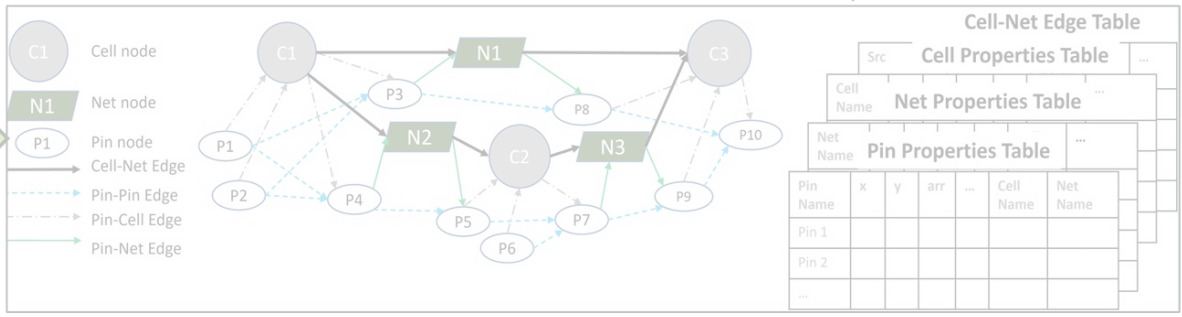 C1 Cell node
N1 Net node
P1 Pin node
Cell-Net Edge
Pin-Pin Edge
Pin-Cell Edge
Pin-Net Edge
C1
N1
C3
P3
P8
P10
P1
N2
C2
N3
P2
P4
P5
P7
P9
P6
Cell-Net Edge Table
Src
Cell Properties Table
...
Cell
Name
Net Properties Table
...
Net
Name
Pin Properties Table
...
Pin
Name
x
y
arr
...
Cell
Name
Net
Name
Pin 1
Pin 2
...